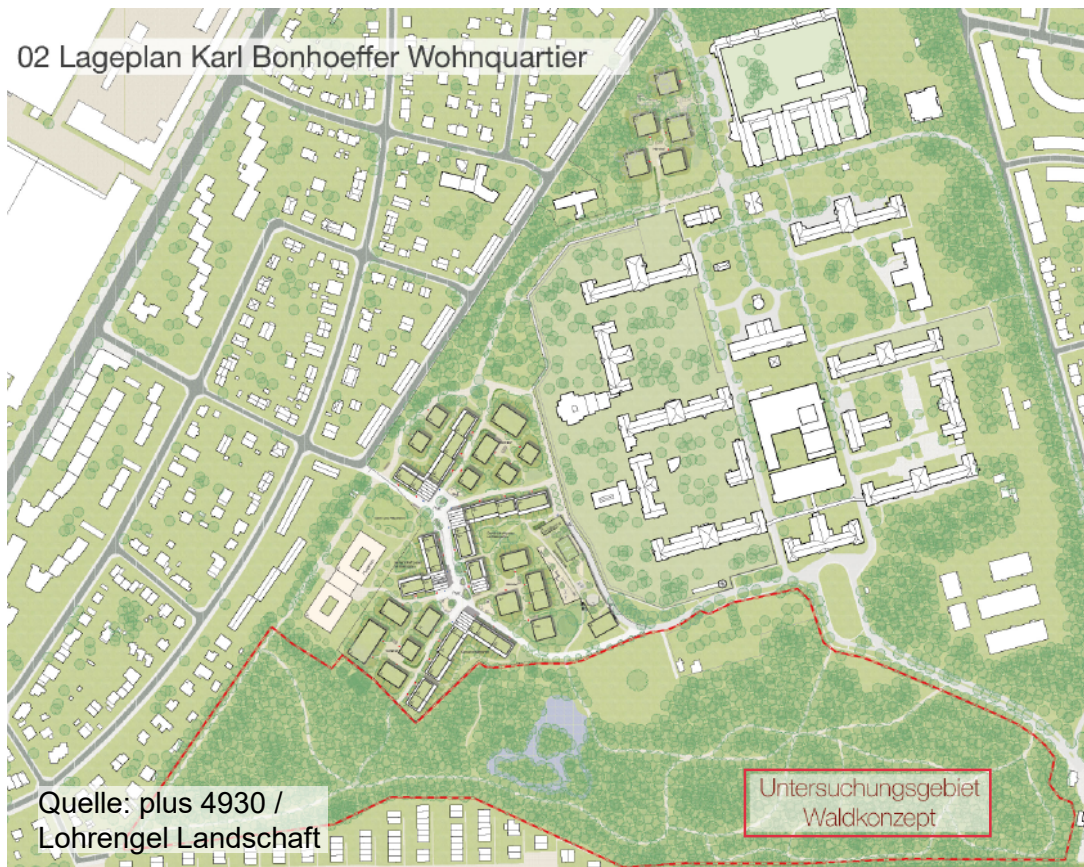 02 Lageplan Karl Bonhoeffer Wohnquartier
Untersuchungsgebiet
Waldkonzept
Quelle: plus 4930 /
Lohrengel Landschaft